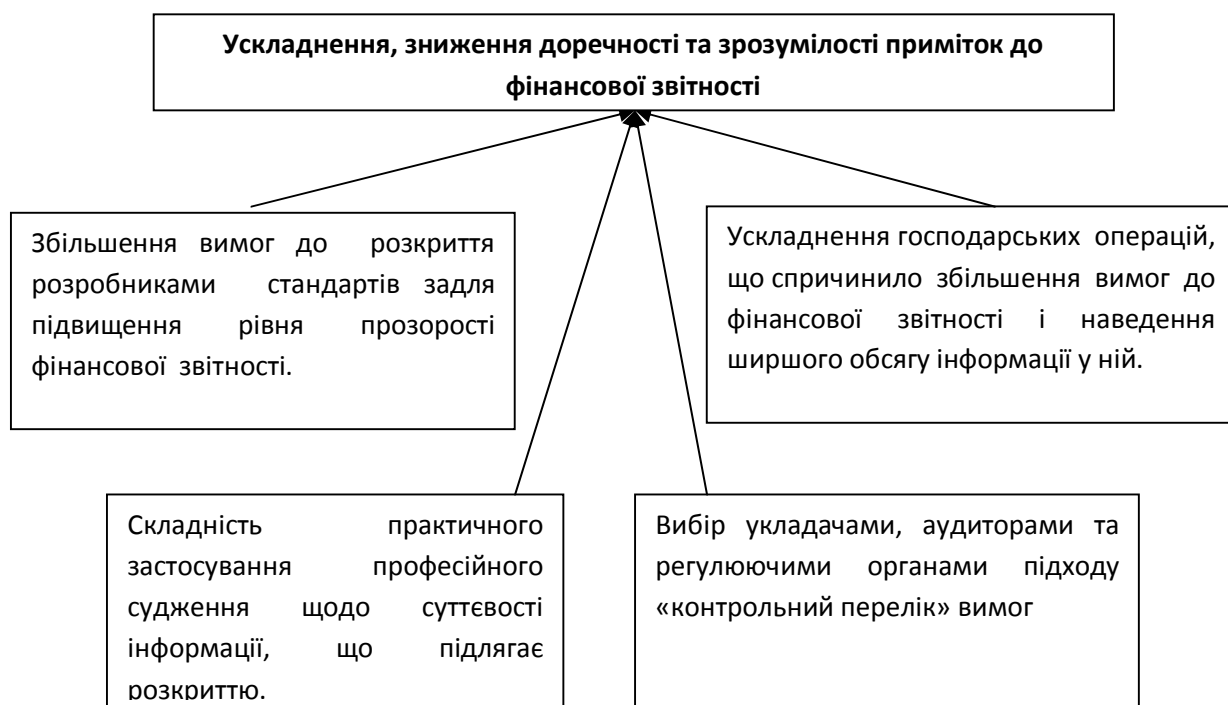 Ускладнення, зниження доречності та зрозумілості приміток до
фінансової звітності
Збільшення вимог до розкриття
розробниками стандартів задля
підвищення рівня прозорості
фінансової звітності.
Ускладнення господарських операцій,
що спричинило збільшення вимог до
фінансової звітності і наведення
ширшого обсягу інформації у ній.
Складність практичного
застосування професійного
судження щодо суттєвості
інформації, що підлягає
розкриттю.
Вибір укладачами, аудиторами та
регулюючими органами підходу
«контрольний перелік» вимог